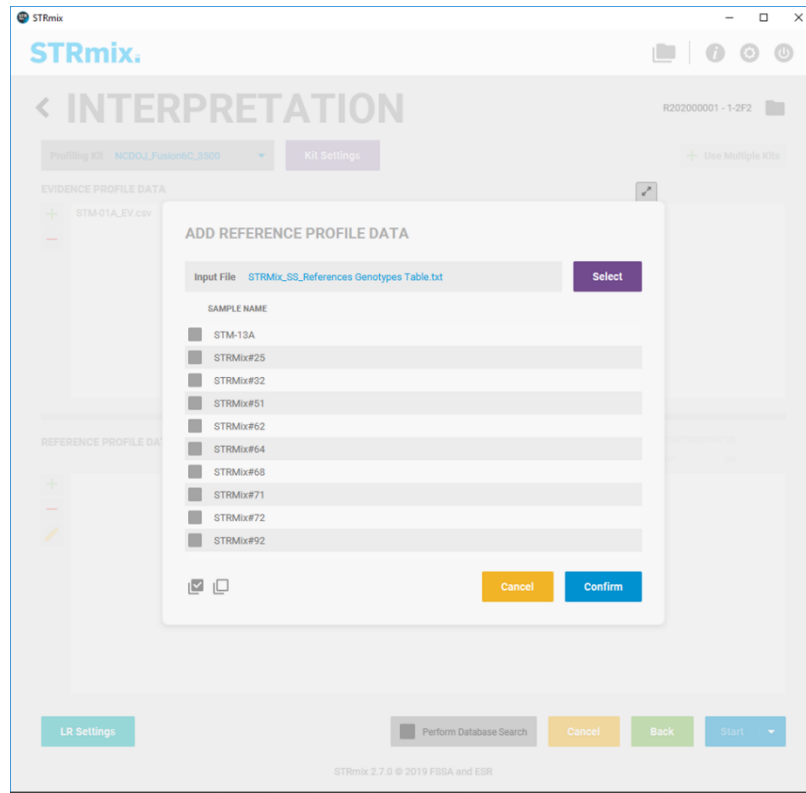 STRmix
STRmix.
INTERPRETATION
R202000001 - 1-2F2
Profiling Kit NCDOJ_Fusion6C_3500
Kit Settings
Use Multiple Kits
EVIDENCE PROFILE DATA
STM-01A_EV.csv
ADD REFERENCE PROFILE DATA
Input File STRMix_SS_References Genotypes Table.txt
Select
SAMPLE NAME
STM-13A
STRMix#25
STRMix#32
STRMix#51
STRMix#62
STRMix#64
STRMix#68
STRMix#71
STRMix#72
STRMix#92
REFERENCE PROFILE DA
Cancel
Confirm
LR Settings
Perform Database Search
Cancel
Back
Start
STRmix 2.7.0 © 2019 FSSA and ESR